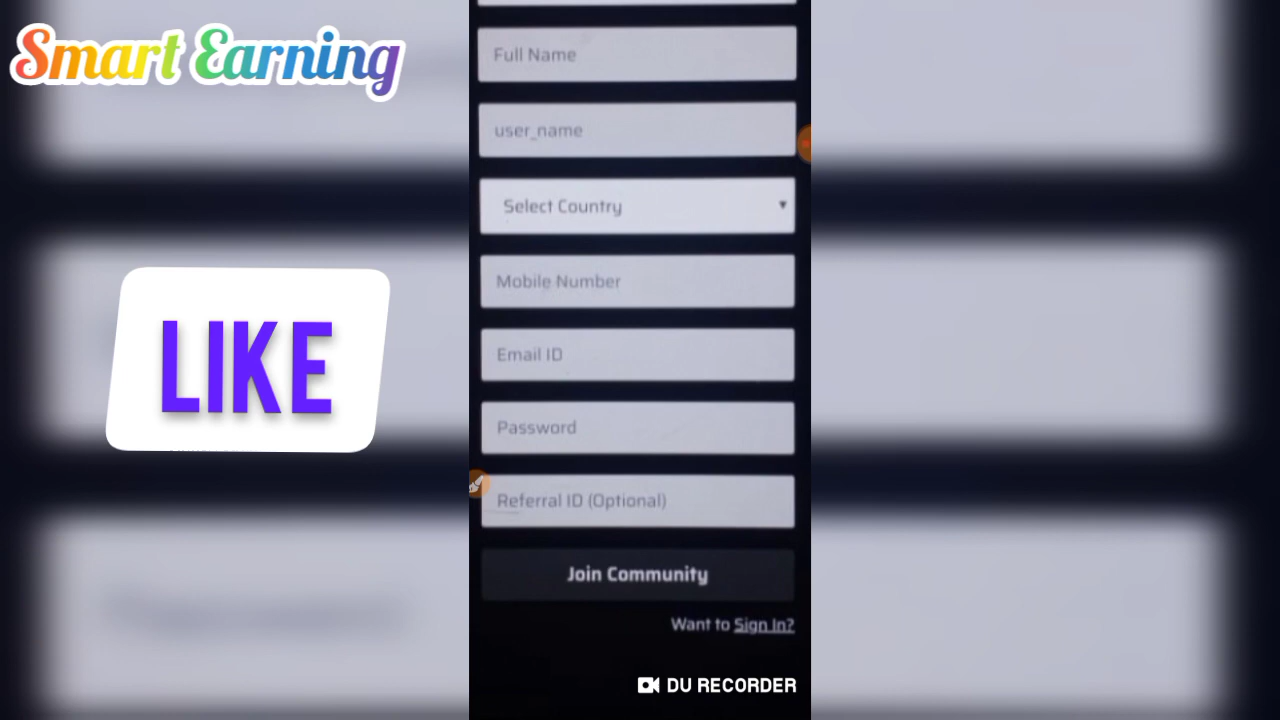 Smart Earning
Full Name
user_name
Select Country
Mobile Number
Email ID
Password
Referral ID (Optional)
Join Community
Want to Sign In?
LIKE
DU RECORDER